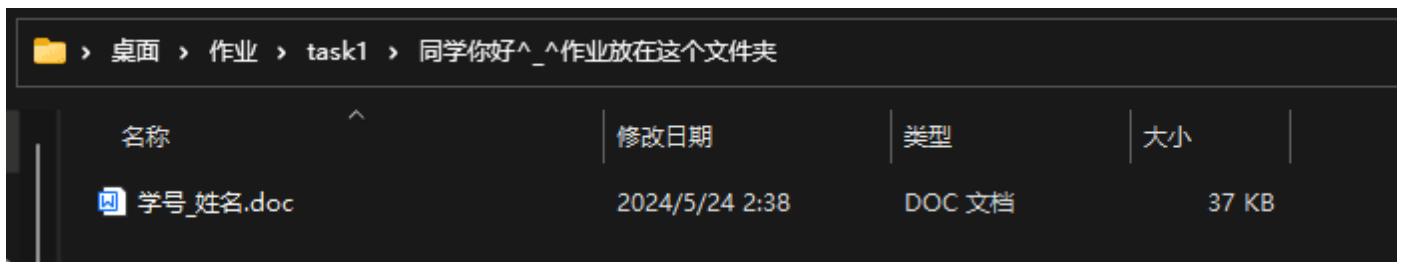 桌面 › 作业 › task1 › 同学你好^_^作业放在这个文件夹
名称 修改日期 类型 大小
学号_姓名.doc 2024/5/24 2:38 DOC 文档 37 KB